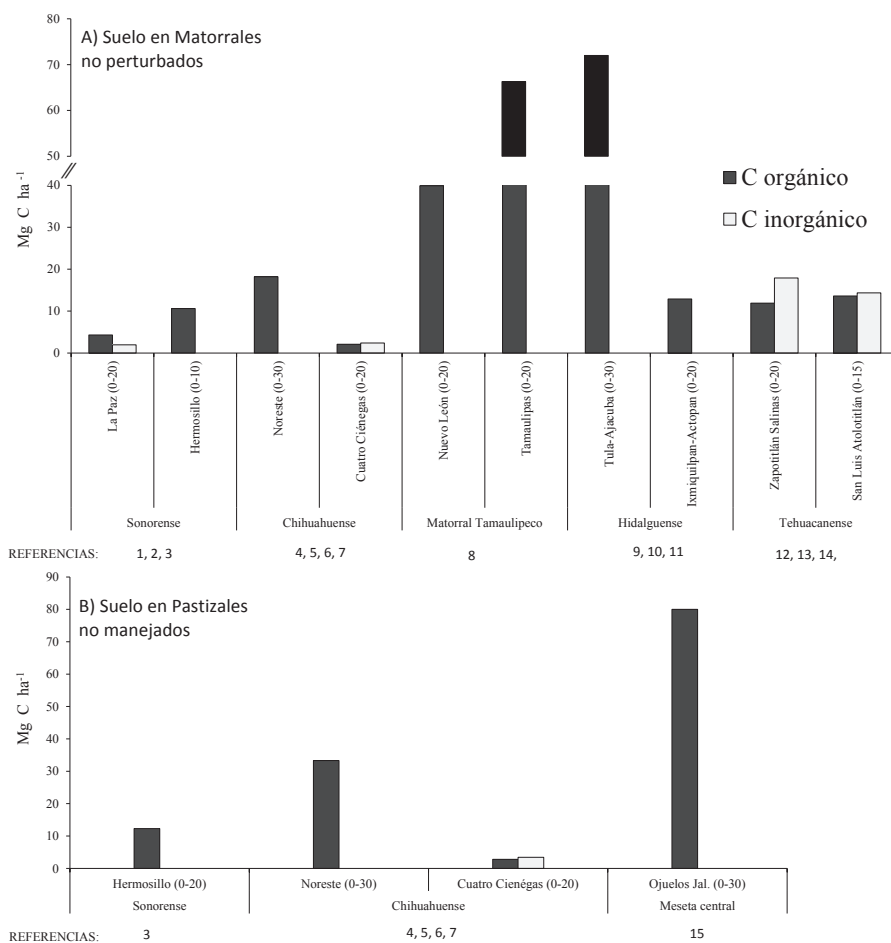 80
A) Suelo en Matorrales
no perturbados
70
60
50
40
30
20
10
0
Mg C ha⁻¹
C orgánico
C inorgánico
La Paz (0-20)
Hermosillo (0-10)
Noreste (0-30)
Cuatro Ciénegas (0-20)
Nuevo León (0-20)
Tamaulipas (0-20)
Tula-Ajacuba (0-30)
Ixmiquilpan-Actopan (0-20)
Zapotitlán Salinas (0-20)
San Luis Atolotitlán (0-15)
Sonorense Chihuahuense Matorral Tamaulipeco Hidalguense Tehuacanense
REFERENCIAS: 1, 2, 3 4, 5, 6, 7 8 9, 10, 11 12, 13, 14,
90
B) Suelo en Pastizales
no manejados
80
70
60
50
40
30
20
10
0
Mg C ha⁻¹
Hermosillo (0-20) Noreste (0-30) Cuatro Cienégas (0-20) Ojuelos Jal. (0-30)
Sonorense Chihuahuense Meseta central
REFERENCIAS: 3 4, 5, 6, 7 15